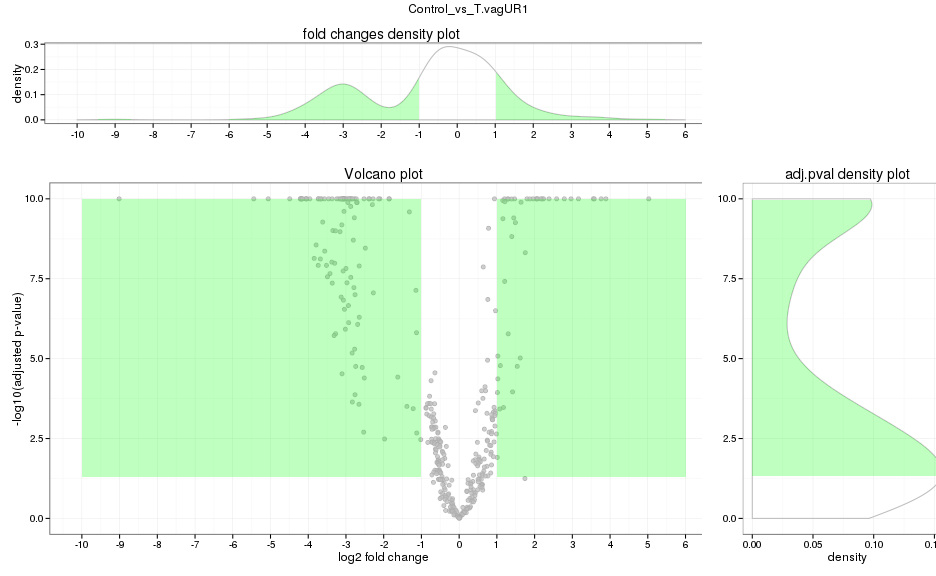 Control_vs_T.vagUR1
fold changes density plot
density
0.3
0.2
0.1
0.0
-10 -9 -8 -7 -6 -5 -4 -3 -2 -1 0 1 2 3 4 5 6
Volcano plot
-log10(adjusted p-value)
10.0
7.5
5.0
2.5
0.0
-10 -9 -8 -7 -6 -5 -4 -3 -2 -1 0 1 2 3 4 5 6
log2 fold change
adj.pval density plot
10.0
7.5
5.0
2.5
0.0
0.00 0.05 0.10
density